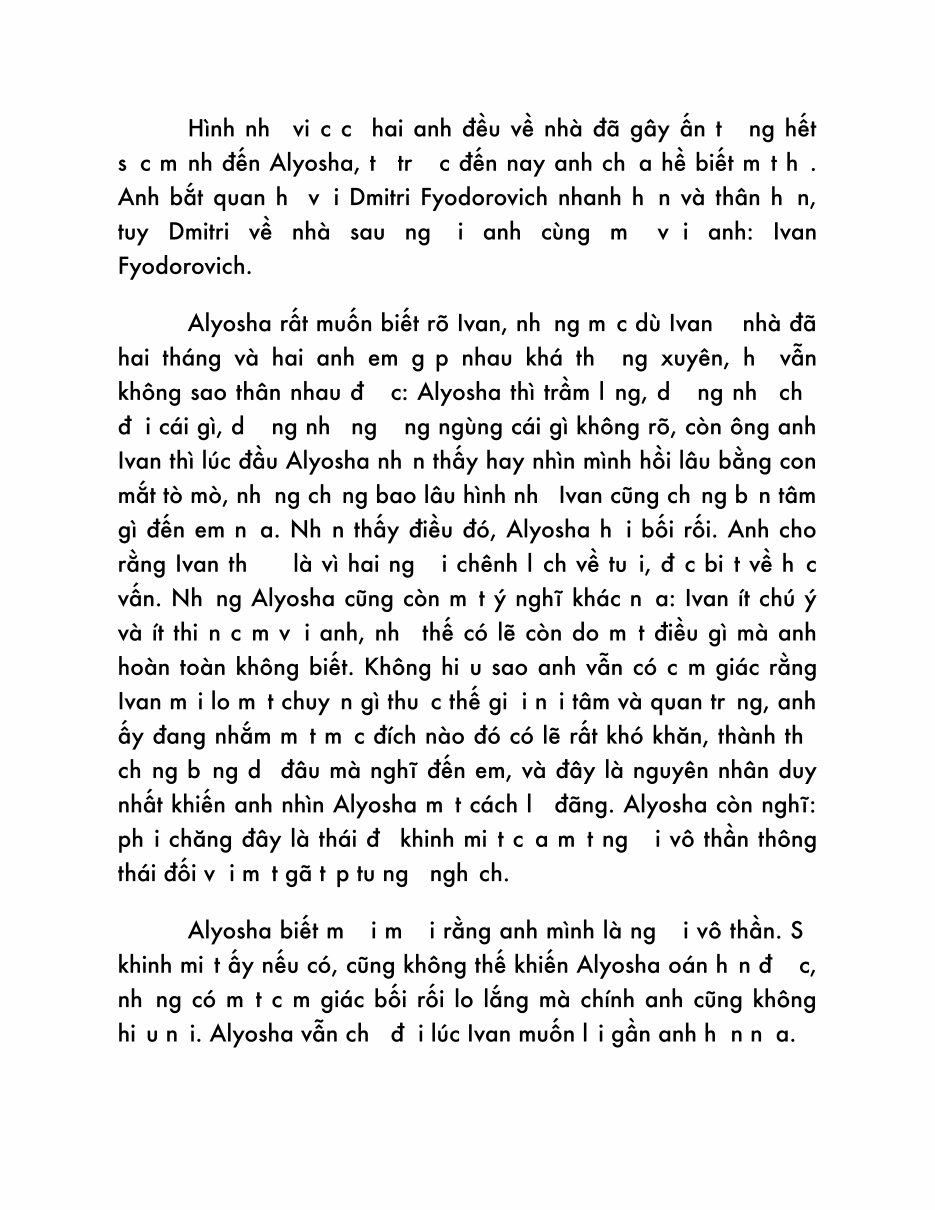 Hình nh  vi c c  hai anh đều về nhà đã gây ấn t  ng hết
s c m nh đến Alyosha, t  tr  c đến nay anh ch a hề biết m t h .
Anh bắt quan h  v i Dmitri Fyodorovich nhanh h n và thân h n,
tuy Dmitri về nhà sau ng  i anh cùng m  v i anh: Ivan
Fyodorovich.
Alyosha rất muốn biết rõ Ivan, nh ng m c dù Ivan  nhà đã
hai tháng và hai anh em g p nhau khá th  ng xuyên, h  vẫn
không sao thân nhau đ  c: Alyosha thì trầm l ng, d  ng nh  ch
đ i cái gì, d  ng nh  ng  ng ngùng cái gì không rõ, còn ông anh
Ivan thì lúc đầu Alyosha nh n thấy hay nhìn mình hồi lâu bằng con
mắt tò mò, nh ng ch ng bao lâu hình nh  Ivan cũng ch ng b n tâm
gì đến em n a. Nh n thấy điều đó, Alyosha h i bối rối. Anh cho
rằng Ivan th    là vì hai ng  i chênh l ch về tu i, đ c bi t về h c
vấn. Nh ng Alyosha cũng còn m t ý nghĩ khác n a: Ivan ít chú ý
và ít thi n c m v i anh, nh  thế có lẽ còn do m t điều gì mà anh
hoàn toàn không biết. Không hi u sao anh vẫn có c m giác rằng
Ivan m i lo m t chuy n gì thu c thế gi i n i tâm và quan tr ng, anh
ấy đang nhắm m t m c đích nào đó có lẽ rất khó khăn, thành th
ch ng b ng d  đâu mà nghĩ đến em, và đây là nguyên nhân duy
nhất khiến anh nhìn Alyosha m t cách l  đãng. Alyosha còn nghĩ:
ph i chăng đây là thái đ  khinh mi t c a m t ng  i vô thần thông
thái đối v i m t gã t p tu ng  ngh ch.
Alyosha biết m  i m  i rằng anh mình là ng  i vô thần. S
khinh mi t ấy nếu có, cũng không thế khiến Alyosha oán h n đ  c,
nh ng có m t c m giác bối rối lo lắng mà chính anh cũng không
hi u n i. Alyosha vẫn ch  đ i lúc Ivan muốn l i gần anh h n n a.